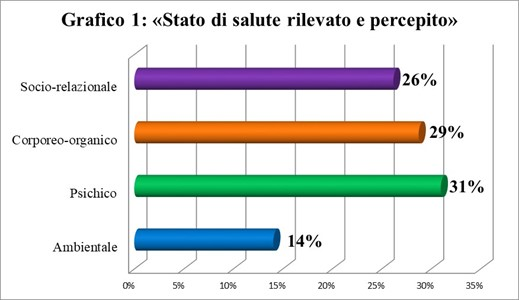 Grafico 1: «Stato di salute rilevato e percepito»
Socio-relazionale 26%
Corporeo-organico 29%
Psichico 31%
Ambientale 14%
0% 5% 10% 15% 20% 25% 30% 35%